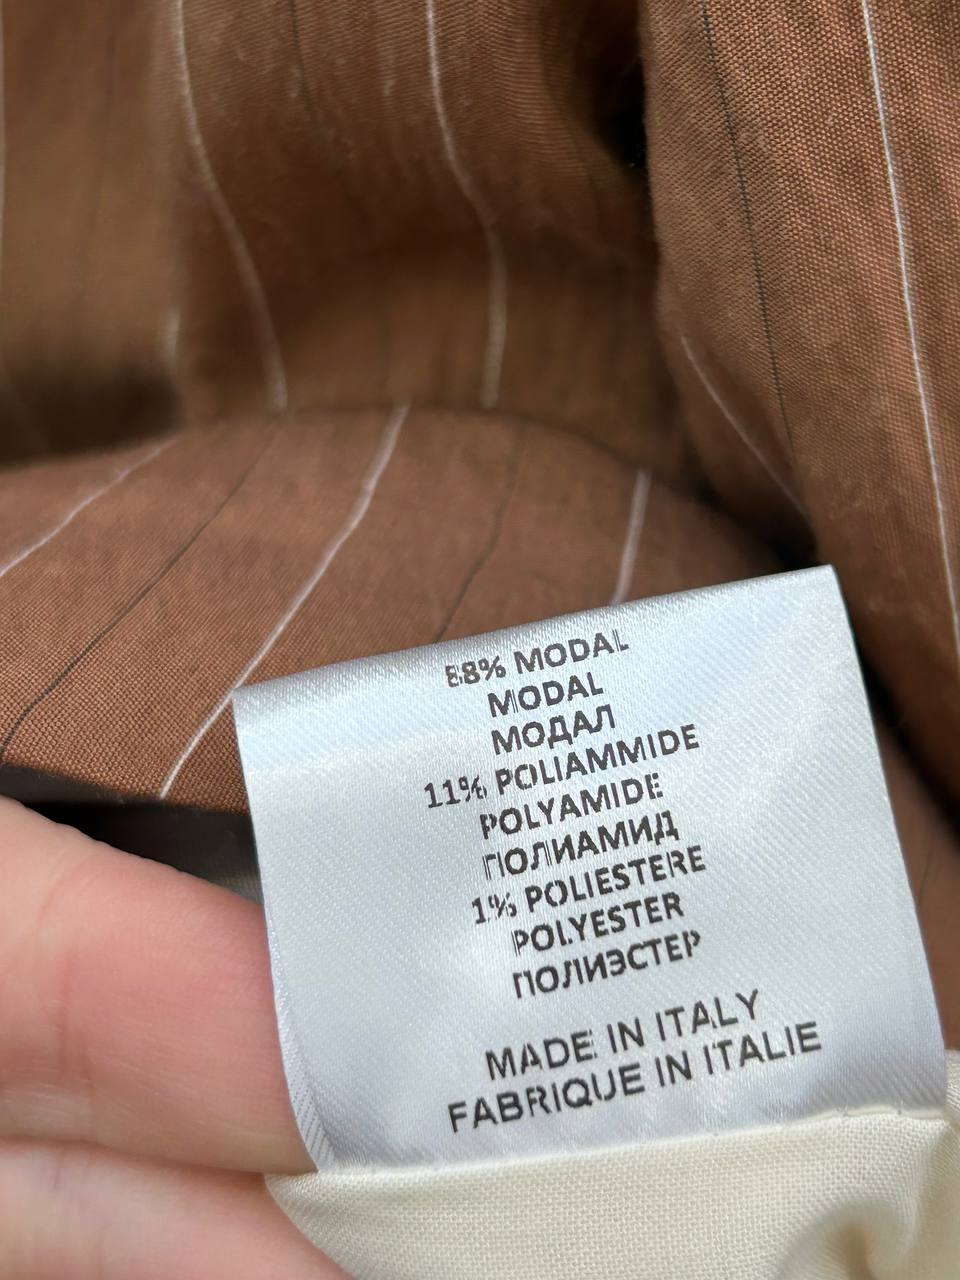 88% MODAL
MODAL
МОДАЛ
11% POLIAMMIDE
POLYAMIDE
ПОЛИАМИД
1% POLIESTERE
POLYESTER
ПОЛИЭСТЕР
MADE IN ITALY
FABRIQUE IN ITALIE